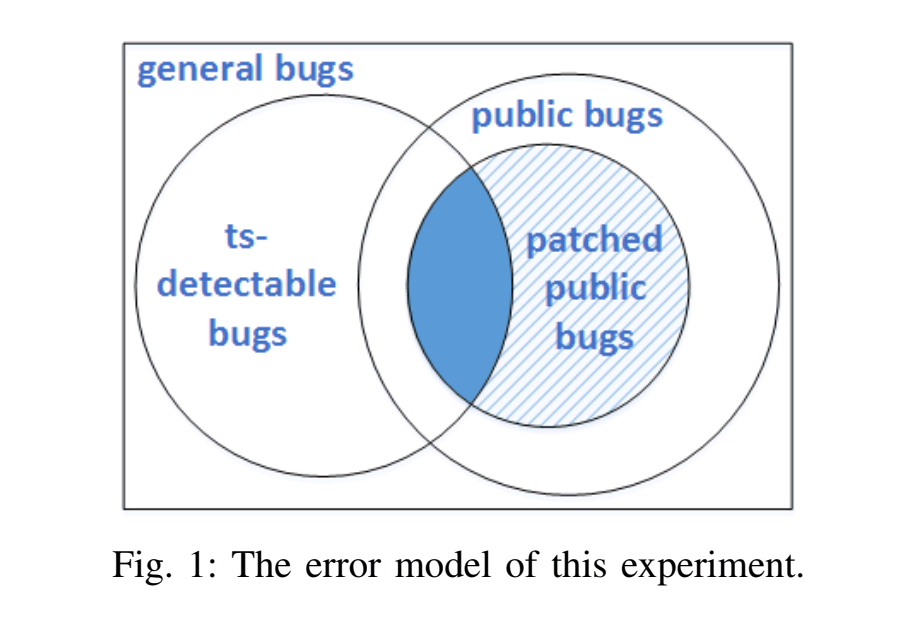 general bugs
public bugs
ts-
detectable
bugs
patched
public
bugs
Fig. 1: The error model of this experiment.